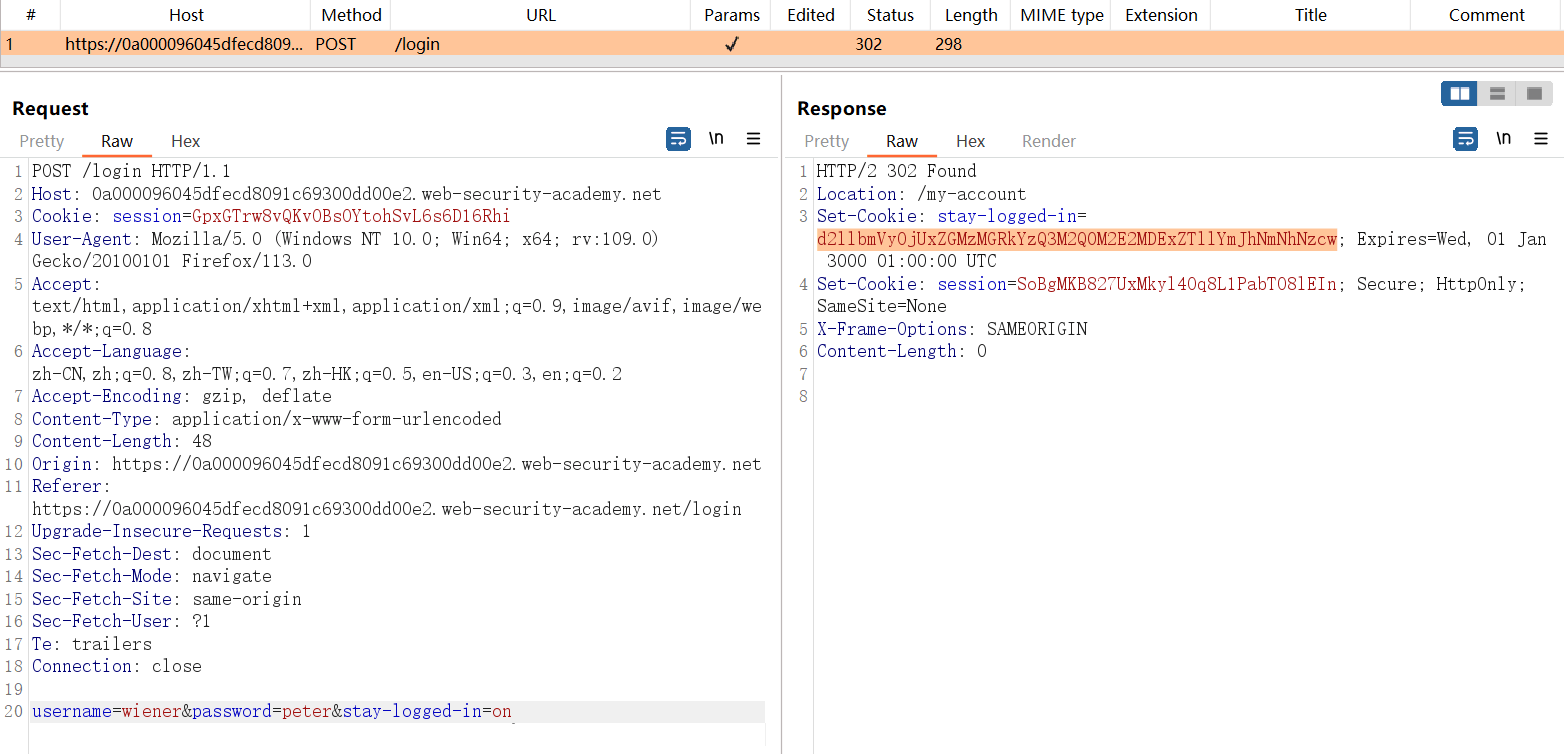 # Host Method URL Params Edited Status Length MIME type Extension Title Comment
1 https://0a000096045dfecd809... POST /login ✓ 302 298
Request
Pretty Raw Hex
\n
1 POST /login HTTP/1.1
2 Host: 0a000096045dfecd8091c69300dd00e2.web-security-academy.net
3 Cookie: session=GpxGTrw8vQKvOBsOYtohSvL6s6D16Rhi
4 User-Agent: Mozilla/5.0 (Windows NT 10.0; Win64; x64; rv:109.0)
Gecko/20100101 Firefox/113.0
5 Accept:
text/html,application/xhtml+xml,application/xml;q=0.9,image/avif,image/we
bp,*/*;q=0.8
6 Accept-Language:
zh-CN,zh;q=0.8,zh-TW;q=0.7,zh-HK;q=0.5,en-US;q=0.3,en;q=0.2
7 Accept-Encoding: gzip, deflate
8 Content-Type: application/x-www-form-urlencoded
9 Content-Length: 48
10 Origin: https://0a000096045dfecd8091c69300dd00e2.web-security-academy.net
11 Referer:
https://0a000096045dfecd8091c69300dd00e2.web-security-academy.net/login
12 Upgrade-Insecure-Requests: 1
13 Sec-Fetch-Dest: document
14 Sec-Fetch-Mode: navigate
15 Sec-Fetch-Site: same-origin
16 Sec-Fetch-User: ?1
17 Te: trailers
18 Connection: close
19
20 username=wiener&password=peter&stay-logged-in=on
Response
Pretty Raw Hex Render
\n
1 HTTP/2 302 Found
2 Location: /my-account
3 Set-Cookie: stay-logged-in=
d2llbmVyOjUxZGMzMGRkYzQ3M2Q0M2E2MDExZTllYmJhNmNhNzcw; Expires=Wed, 01 Jan
3000 01:00:00 UTC
4 Set-Cookie: session=SoBgMKB827UxMkyl40q8L1PabT08lEIn; Secure; HttpOnly;
SameSite=None
5 X-Frame-Options: SAMEORIGIN
6 Content-Length: 0
7
8